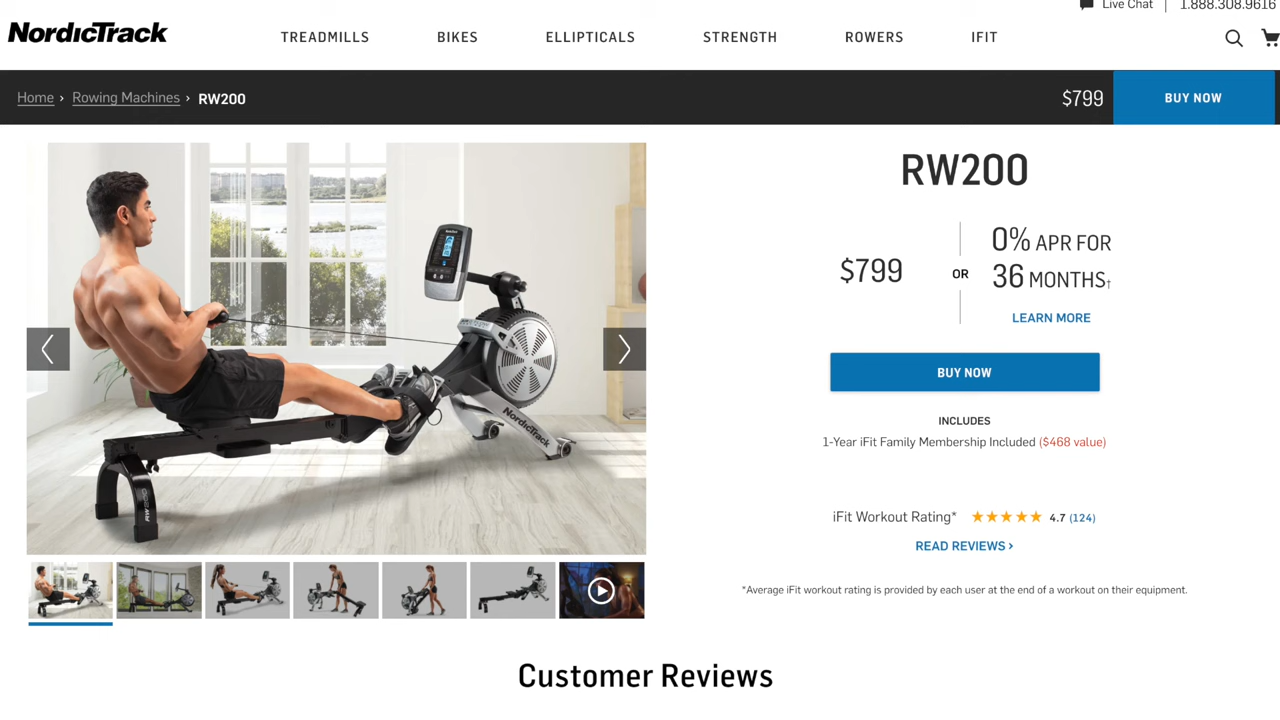 Live Chat
1.888.308.9616
NordicTrack
TREADMILLS
BIKES
ELLIPTICALS
STRENGTH
ROWERS
IFIT
Home › Rowing Machines › RW200
$799
BUY NOW
RW200
$799
OR
0% APR FOR
36 MONTHS†
LEARN MORE
BUY NOW
INCLUDES
1-Year iFit Family Membership Included ($468 value)
iFit Workout Rating* 4.7 (124)
READ REVIEWS ›
*Average iFit workout rating is provided by each user at the end of a workout on their equipment.
NordicTrack
RW200
Customer Reviews